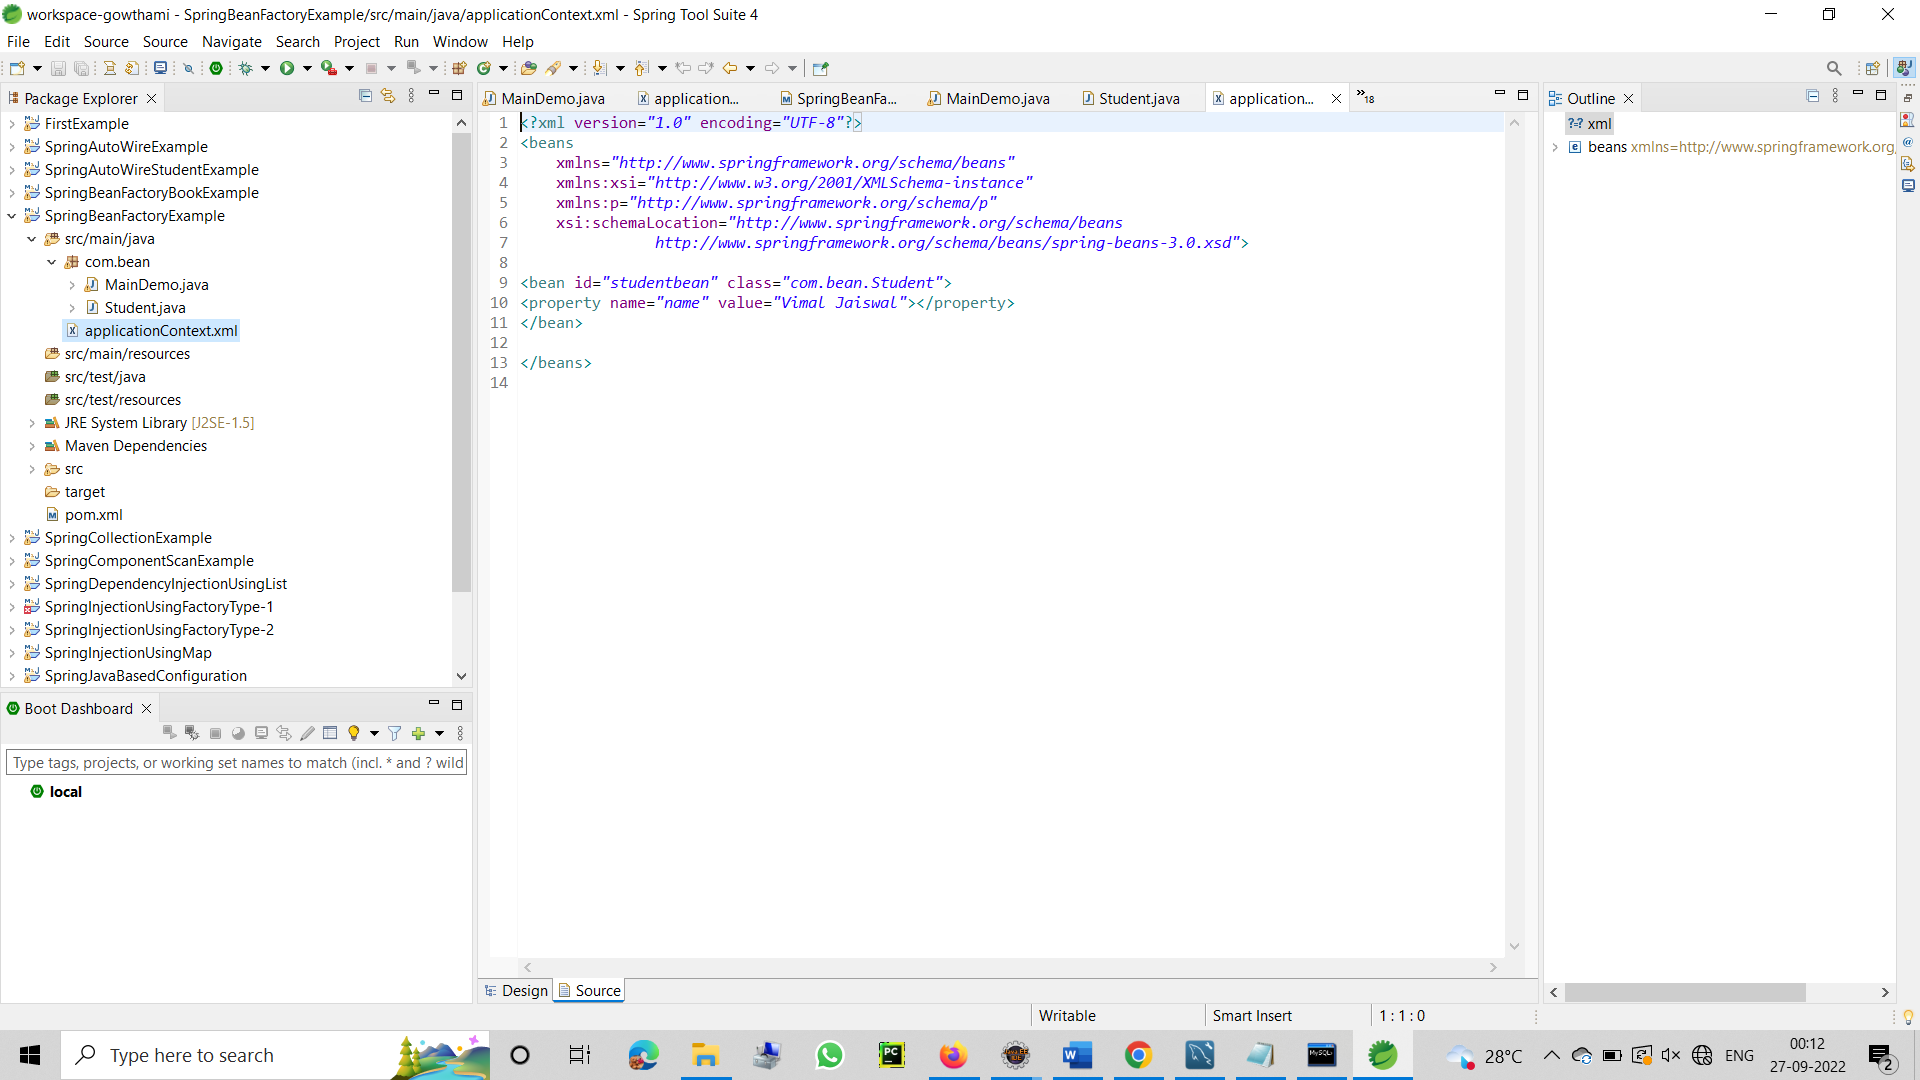 workspace-gowthami - SpringBeanFactoryExample/src/main/java/applicationContext.xml - Spring Tool Suite 4
File Edit Source Source Navigate Search Project Run Window Help
Package Explorer
FirstExample
SpringAutoWireExample
SpringAutoWireStudentExample
SpringBeanFactoryBookExample
SpringBeanFactoryExample
src/main/java
com.bean
MainDemo.java
Student.java
applicationContext.xml
src/main/resources
src/test/java
src/test/resources
JRE System Library [J2SE-1.5]
Maven Dependencies
src
target
pom.xml
SpringCollectionExample
SpringComponentScanExample
SpringDependencyInjectionUsingList
SpringInjectionUsingFactoryType-1
SpringInjectionUsingFactoryType-2
SpringInjectionUsingMap
SpringJavaBasedConfiguration
Boot Dashboard
Type tags, projects, or working set names to match (incl. * and ? wild
local
MainDemo.java application... SpringBeanFa... MainDemo.java Student.java application... »18
1 <?xml version="1.0" encoding="UTF-8"?>
2 <beans
3 xmlns="http://www.springframework.org/schema/beans"
4 xmlns:xsi="http://www.w3.org/2001/XMLSchema-instance"
5 xmlns:p="http://www.springframework.org/schema/p"
6 xsi:schemaLocation="http://www.springframework.org/schema/beans
7 http://www.springframework.org/schema/beans/spring-beans-3.0.xsd">
8
9 <bean id="studentbean" class="com.bean.Student">
10 <property name="name" value="Vimal Jaiswal"></property>
11 </bean>
12
13 </beans>
14
Design Source
Outline
?=? xml
beans xmlns=http://www.springframework.org
Writable Smart Insert 1 : 1 : 0
Type here to search
28°C ENG
00:12
27-09-2022
2